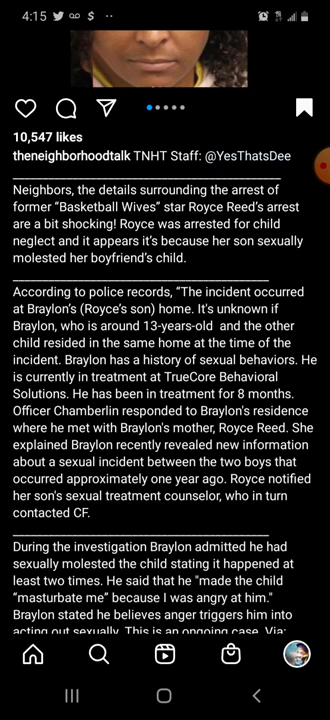 4:15
10,547 likes
theneighborhoodtalk TNHT Staff: @YesThatsDee
Neighbors, the details surrounding the arrest of
former "Basketball Wives" star Royce Reed's arrest
are a bit shocking! Royce was arrested for child
neglect and it appears it's because her son sexually
molested her boyfriend's child.
According to police records, “The incident occurred
at Braylon’s (Royce’s son) home. It's unknown if
Braylon, who is around 13-years-old and the other
child resided in the same home at the time of the
incident. Braylon has a history of sexual behaviors. He
is currently in treatment at TrueCore Behavioral
Solutions. He has been in treatment for 8 months.
Officer Chamberlin responded to Braylon's residence
where he met with Braylon's mother, Royce Reed. She
explained Braylon recently revealed new information
about a sexual incident between the two boys that
occurred approximately one year ago. Royce notified
her son's sexual treatment counselor, who in turn
contacted CF.
During the investigation Braylon admitted he had
sexually molested the child stating it happened at
least two times. He said that he "made the child
“masturbate me” because I was angry at him."
Braylon stated he believes anger triggers him into
acting out sexually. This is an ongoing case. Via: